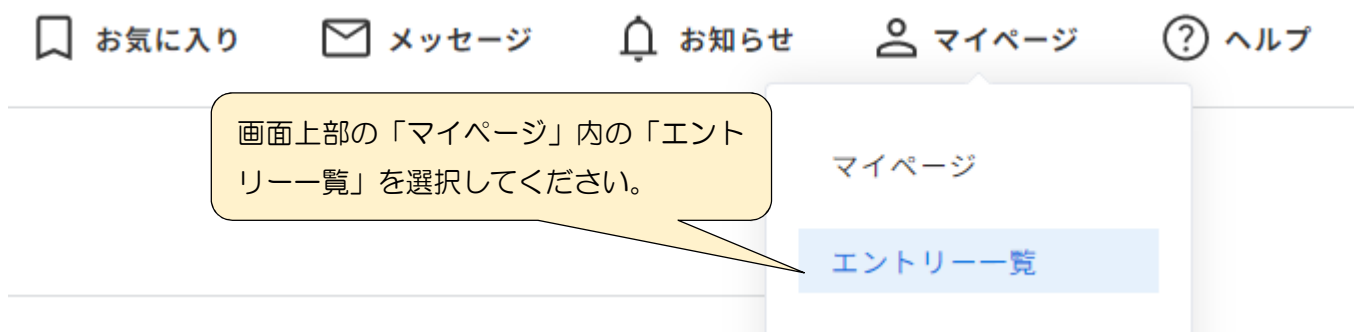 お気に入り メッセージ お知らせ マイページ ヘルプ
画面上部の「マイページ」内の「エント
リー一覧」を選択してください。
マイページ
エントリー一覧